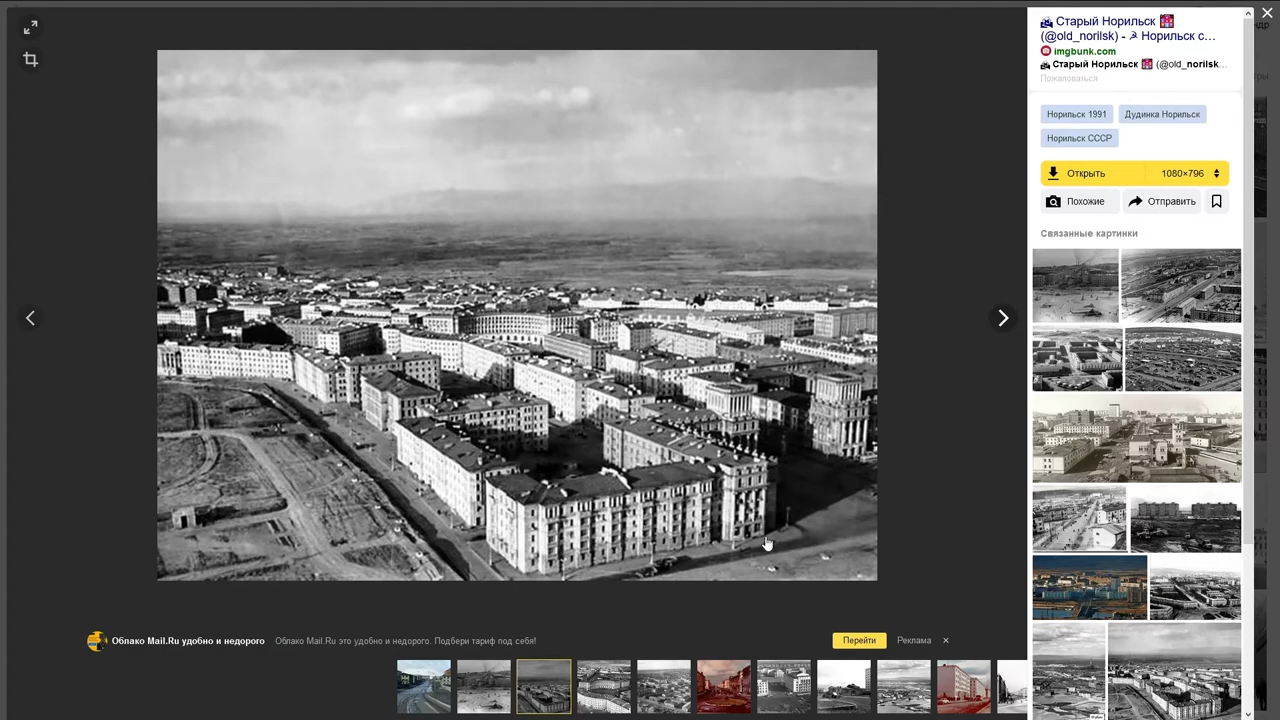 Старый Норильск
(@old_norilsk) - Норильск с…
imgbunk.com
Старый Норильск (@old_norilsk…
Пожаловаться
Норильск 1991
Дудинка Норильск
Норильск СССР
Открыть 1080×796
Похожие Отправить
Связанные картинки
Облако Mail.Ru удобно и недорого Облако Mail.Ru это удобно и недорого. Подбери тариф под себя! Перейти Реклама